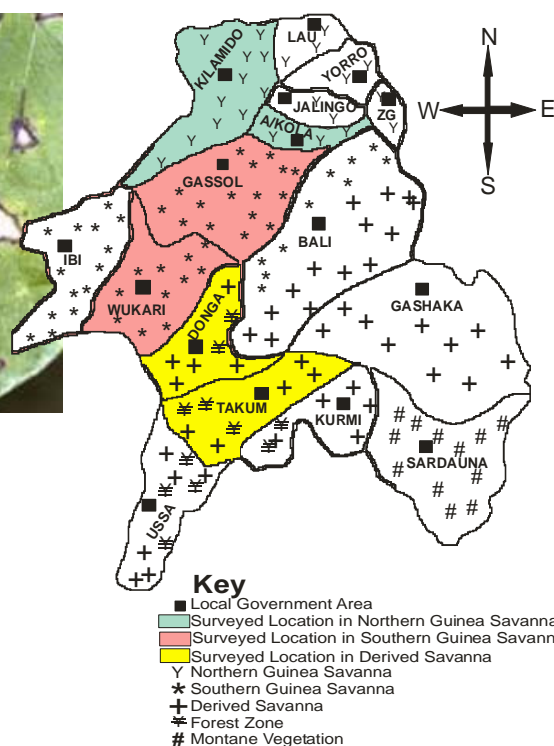 N
LAU
K/LAMIDO
YORRO
JALINGO
ZG
W
E
A/KOLA
S
GASSOL
BALI
IBI
WUKARI
GASHAKA
DONGA
TAKUM
KURMI
SARDAUNA
USSA
Key
Local Government Area
Surveyed Location in Northern Guinea Savanna
Surveyed Location in Southern Guinea Savann
Surveyed Location in Derived Savanna
Y Northern Guinea Savanna
* Southern Guinea Savanna
+ Derived Savanna
Forest Zone
# Montane Vegetation